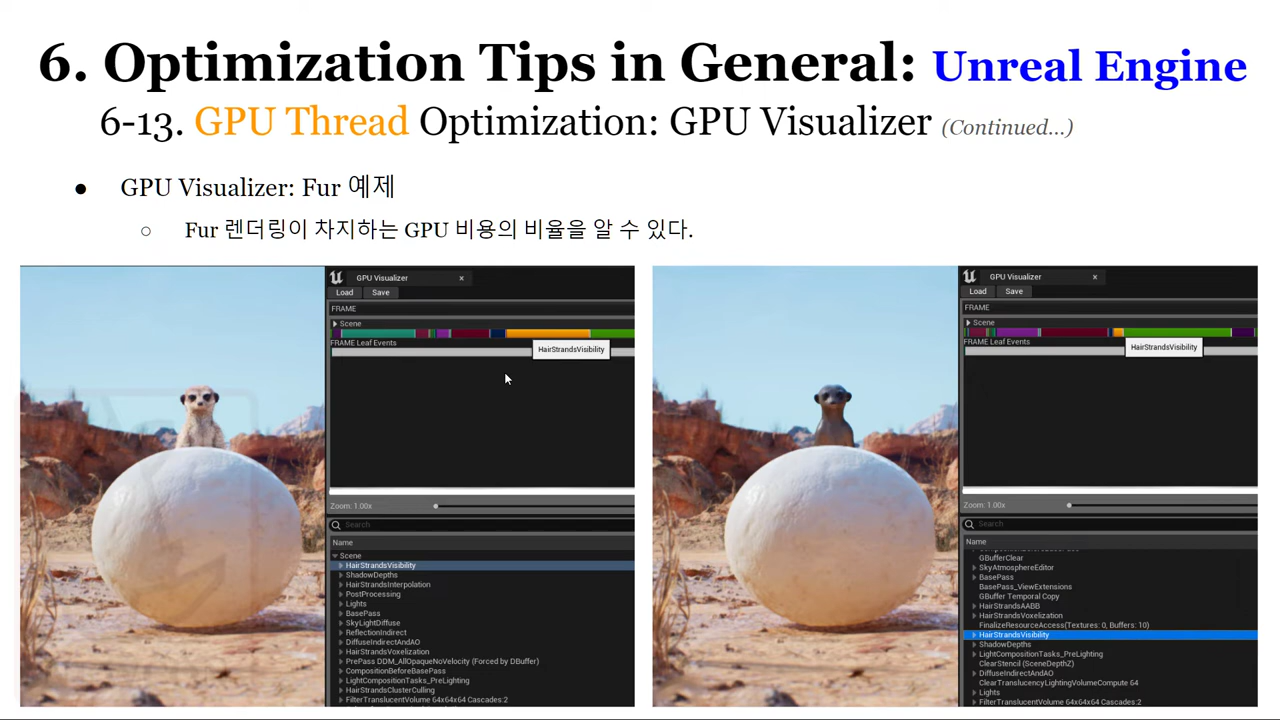 6. Optimization Tips in General: Unreal Engine
6-13. GPU Thread Optimization: GPU Visualizer (Continued...)
● GPU Visualizer: Fur 예제
○ Fur 렌더링이 차지하는 GPU 비용의 비율을 알 수 있다.
GPU Visualizer
Load Save
FRAME
Scene
FRAME Leaf Events
HairStrandsVisibility
Zoom: 1.00x
Search
Name
Scene
HairStrandsVisibility
ShadowDepths
HairStrandsInterpolation
PostProcessing
Lights
BasePass
SkyLightDiffuse
ReflectionIndirect
DiffuseIndirectAndAO
HairStrandsVoxelization
PrePass DDM_AllOpaqueNoVelocity (Forced by DBuffer)
CompositionBeforeBasePass
LightCompositionTasks_PreLighting
HairStrandsClusterCulling
FilterTranslucentVolume 64x64x64 Cascades:2
GPU Visualizer
Load Save
FRAME
Scene
FRAME Leaf Events
HairStrandsVisibility
Zoom: 1.00x
Search
Name
GBufferClear
SkyAtmosphereEditor
BasePass
BasePass_ViewExtensions
GBuffer Temporal Copy
HairStrandsAABB
HairStrandsVoxelization
FinalizeResourceAccess(Textures: 0, Buffers: 10)
HairStrandsVisibility
ShadowDepths
LightCompositionTasks_PreLighting
ClearStencil (SceneDepthZ)
DiffuseIndirectAndAO
ClearTranslucencyLightingVolumeCompute 64
Lights
FilterTranslucentVolume 64x64x64 Cascades:2